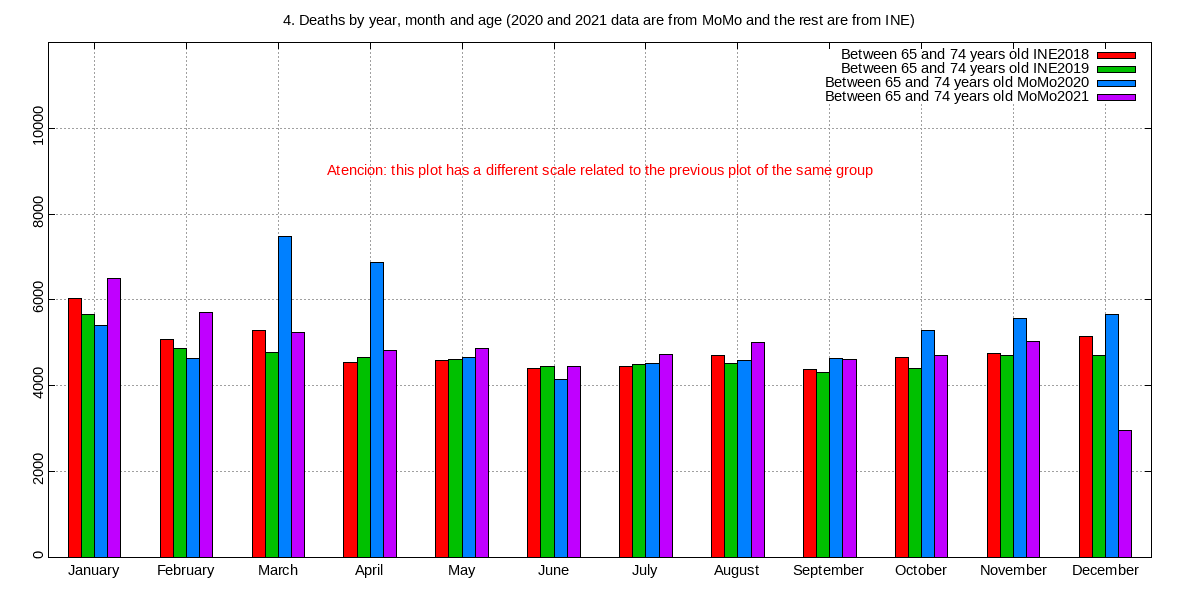 4. Deaths by year, month and age (2020 and 2021 data are from MoMo and the rest are from INE)
Between 65 and 74 years old INE2018
Between 65 and 74 years old INE2019
Between 65 and 74 years old MoMo2020
Between 65 and 74 years old MoMo2021
Atencion: this plot has a different scale related to the previous plot of the same group
10000
8000
6000
4000
2000
0
January February March April May June July August September October November December